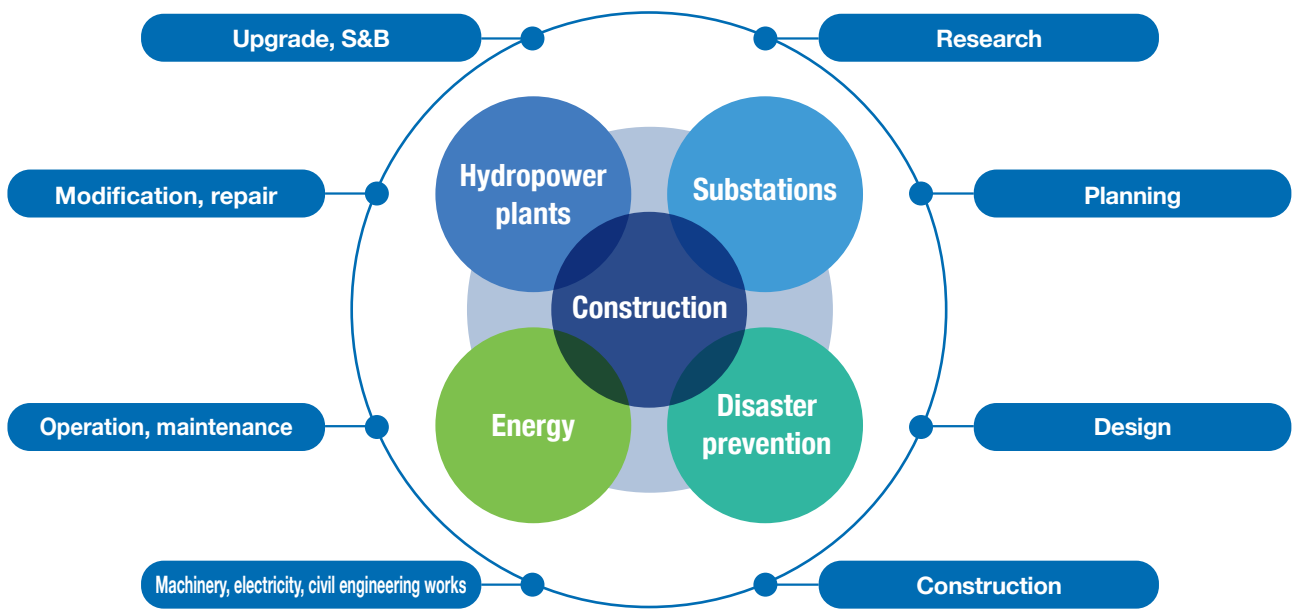 Upgrade, S&B
Research
Hydropower
plants
Substations
Modification, repair
Planning
Construction
Energy
Disaster
prevention
Operation, maintenance
Design
Machinery, electricity, civil engineering works
Construction